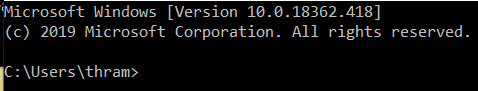 Microsoft Windows [Version 10.0.18362.418]
(c) 2019 Microsoft Corporation. All rights reserved.
C:\Users\thram>